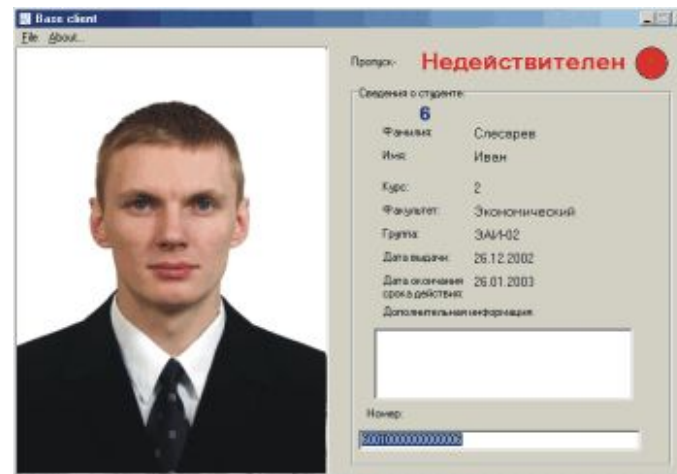 Base client
File About...
Пропуск:
Недействителен
Сведения о студенте:
6
Фамилия: Слесарев
Имя: Иван
Курс: 2
Факультет: Экономический
Группа: ЭАИ-02
Дата выдачи: 26.12.2002
Дата окончания 26.01.2003
срока действия:
Дополнительная информация:
Номер: